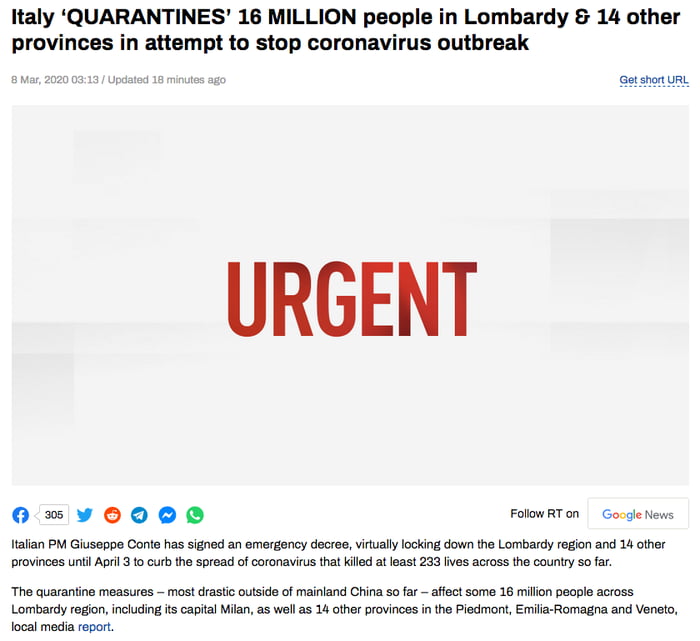 Italy ‘QUARANTINES’ 16 MILLION people in Lombardy & 14 other
provinces in attempt to stop coronavirus outbreak
8 Mar, 2020 03:13 / Updated 18 minutes ago
Get short URL
URGENT
305
Follow RT on
Google News
Italian PM Giuseppe Conte has signed an emergency decree, virtually locking down the Lombardy region and 14 other
provinces until April 3 to curb the spread of coronavirus that killed at least 233 lives across the country so far.
The quarantine measures – most drastic outside of mainland China so far – affect some 16 million people across
Lombardy region, including its capital Milan, as well as 14 other provinces in the Piedmont, Emilia-Romagna and Veneto,
local media report.